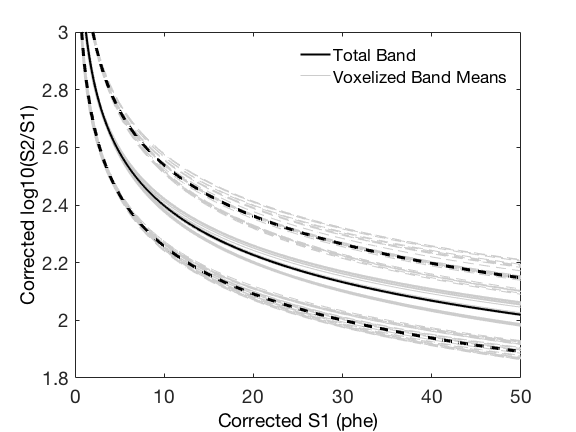 3
Total Band
Voxelized Band Means
2.8
2.6
2.4
2.2
2
1.8
Corrected log10(S2/S1)
0 10 20 30 40 50
Corrected S1 (phe)